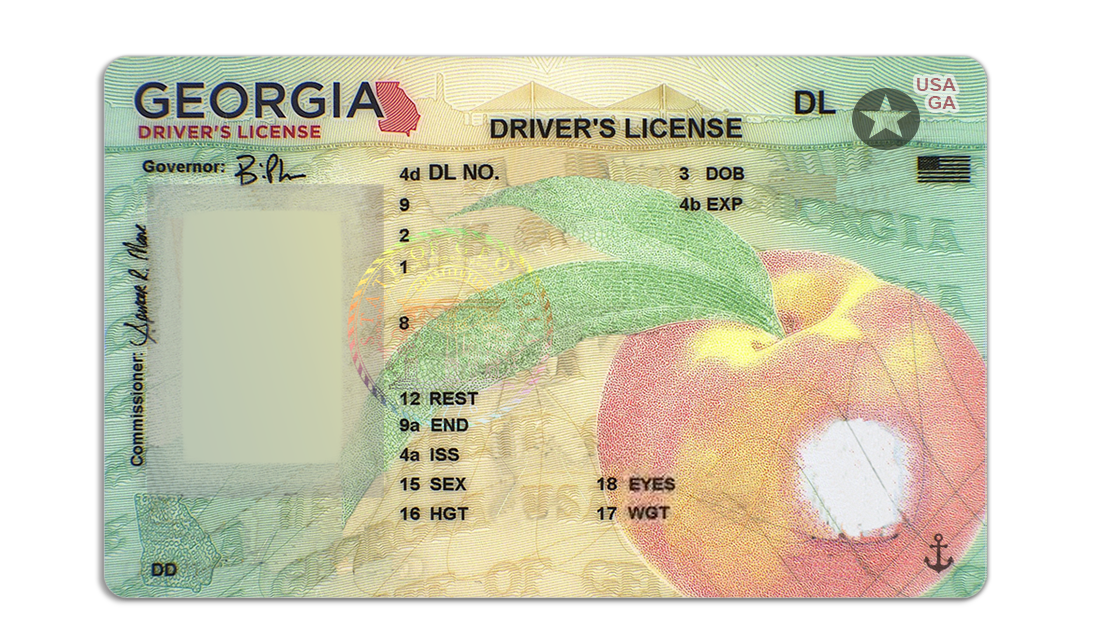 GEORGIA
DRIVER'S LICENSE
DRIVER'S LICENSE
DL
USA
GA
Governor:
4d DL NO.
3 DOB
9
4b EXP
2
1
8
Commissioner:
12 REST
9a END
4a ISS
15 SEX
18 EYES
16 HGT
17 WGT
DD
GEORGIA